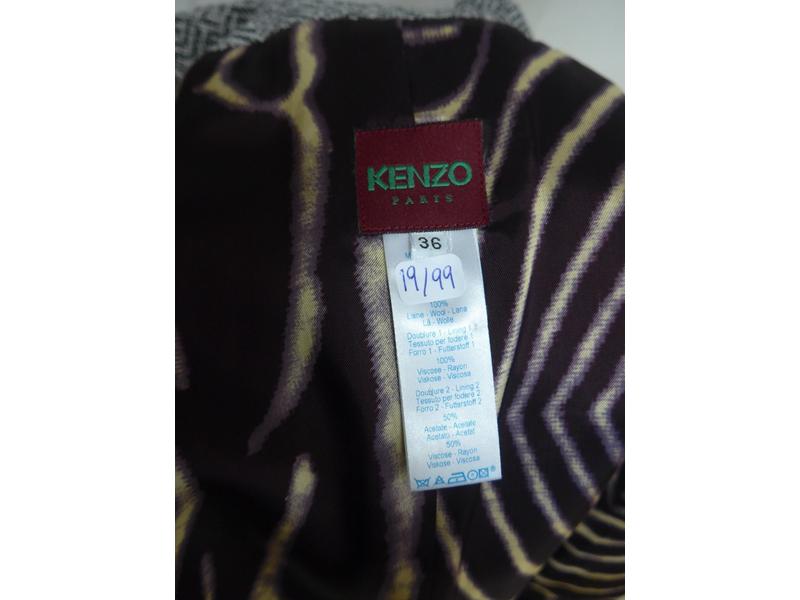 KENZO
PARIS
36
M
19/99
100%
Laine - Wool - Lana
Lã - Wolle
Doublure 1 - Lining 1
Tessuto per fodere 1
Forro 1 - Futterstoff 1
100%
Viscose - Rayon
Viskose - Viscosa
Doublure 2 - Lining 2
Tessuto per fodere 2
Forro 2 - Futterstoff 2
50%
Acetate - Acetate
Acetato - Acetat
50%
Viscose - Rayon
Viskose - Viscosa